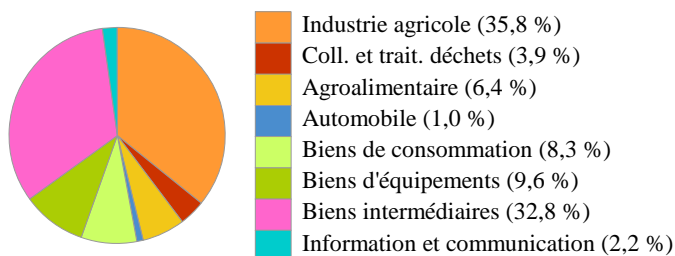 Industrie agricole (35,8 %)
Coll. et trait. déchets (3,9 %)
Agroalimentaire (6,4 %)
Automobile (1,0 %)
Biens de consommation (8,3 %)
Biens d'équipements (9,6 %)
Biens intermédiaires (32,8 %)
Information et communication (2,2 %)